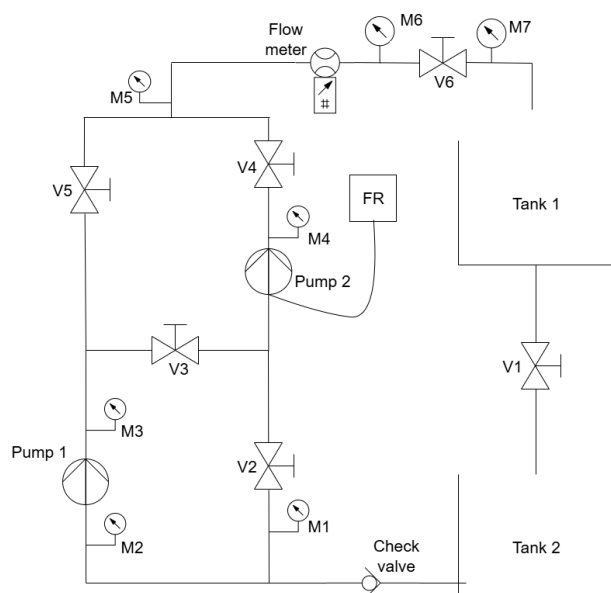 M6
M7
Flow
meter
M5
#
V6
V5
V4
FR
Tank 1
M4
Pump 2
V3
V1
M3
Pump 1
V2
M1
M2
Check
valve
Tank 2